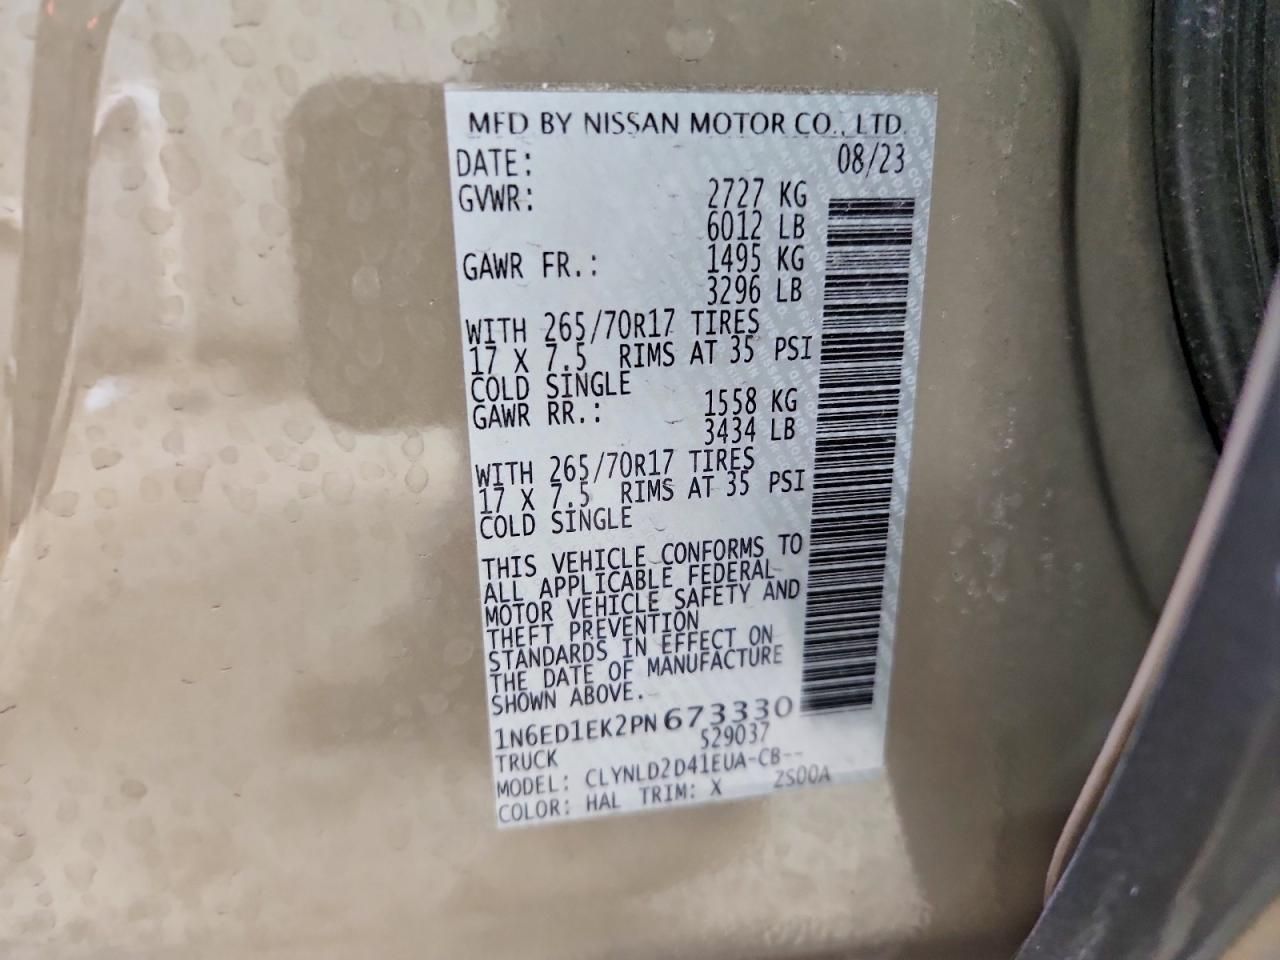 MFD BY NISSAN MOTOR CO., LTD.
DATE: 08/23
GVWR: 2727 KG
6012 LB
GAWR FR.: 1495 KG
3296 LB
WITH 265/70R17 TIRES
17 X 7.5 RIMS AT 35 PSI
COLD SINGLE
GAWR RR.: 1558 KG
3434 LB
WITH 265/70R17 TIRES
17 X 7.5 RIMS AT 35 PSI
COLD SINGLE
THIS VEHICLE CONFORMS TO
ALL APPLICABLE FEDERAL
MOTOR VEHICLE SAFETY AND
THEFT PREVENTION
STANDARDS IN EFFECT ON
THE DATE OF MANUFACTURE
SHOWN ABOVE.
1N6ED1EK2PN673330
TRUCK 529037
MODEL: CLYNLD2D41EUA-CB--
COLOR: HAL TRIM: X ZS00A